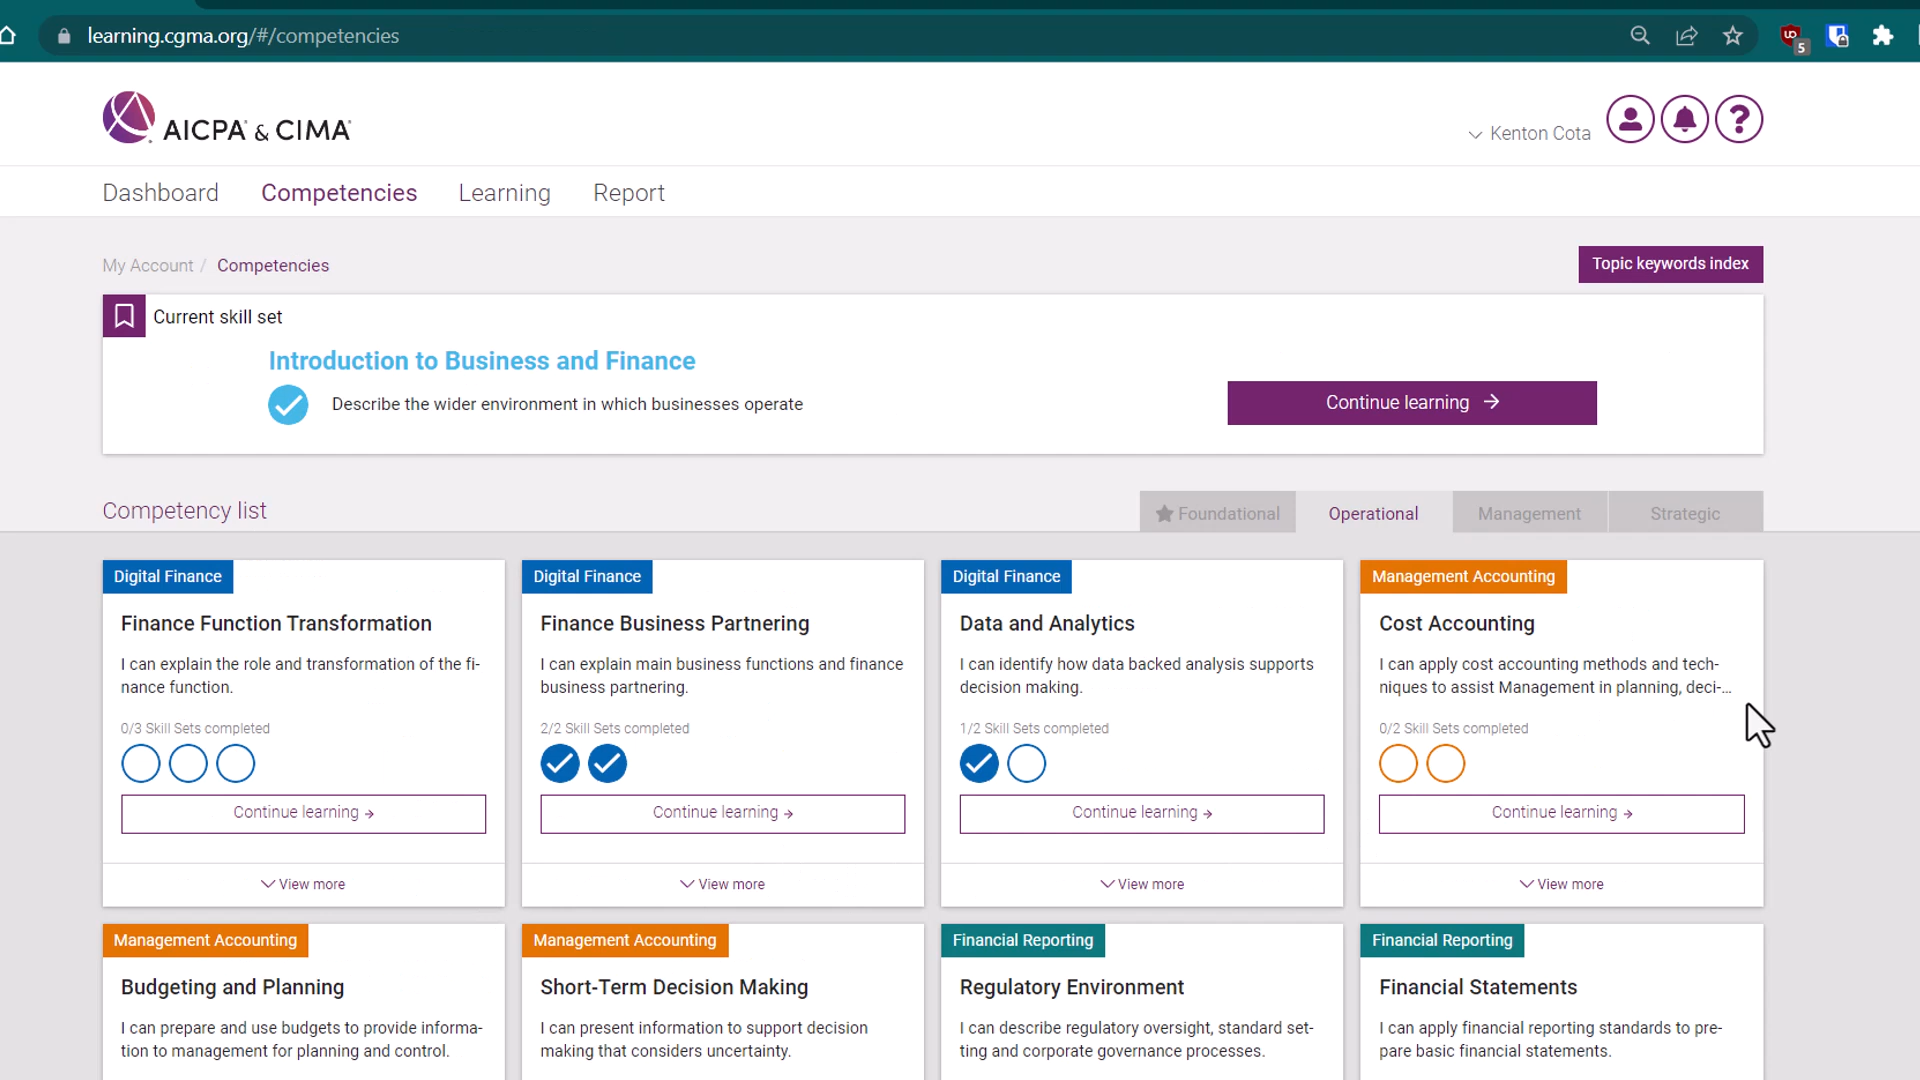 learning.cgma.org/#/competencies
5
AICPA & CIMA
Kenton Cota
Dashboard
Competencies
Learning
Report
My Account / Competencies
Topic keywords index
Current skill set
Introduction to Business and Finance
Describe the wider environment in which businesses operate
Continue learning →
Competency list
Foundational
Operational
Management
Strategic
Digital Finance
Finance Function Transformation
I can explain the role and transformation of the fi-
nance function.
0/3 Skill Sets completed
Continue learning →
View more
Digital Finance
Finance Business Partnering
I can explain main business functions and finance
business partnering.
2/2 Skill Sets completed
Continue learning →
View more
Digital Finance
Data and Analytics
I can identify how data backed analysis supports
decision making.
1/2 Skill Sets completed
Continue learning →
View more
Management Accounting
Cost Accounting
I can apply cost accounting methods and tech-
niques to assist Management in planning, deci-...
0/2 Skill Sets completed
Continue learning →
View more
Management Accounting
Budgeting and Planning
I can prepare and use budgets to provide informa-
tion to management for planning and control.
Management Accounting
Short-Term Decision Making
I can present information to support decision
making that considers uncertainty.
Financial Reporting
Regulatory Environment
I can describe regulatory oversight, standard set-
ting and corporate governance processes.
Financial Reporting
Financial Statements
I can apply financial reporting standards to pre-
pare basic financial statements.